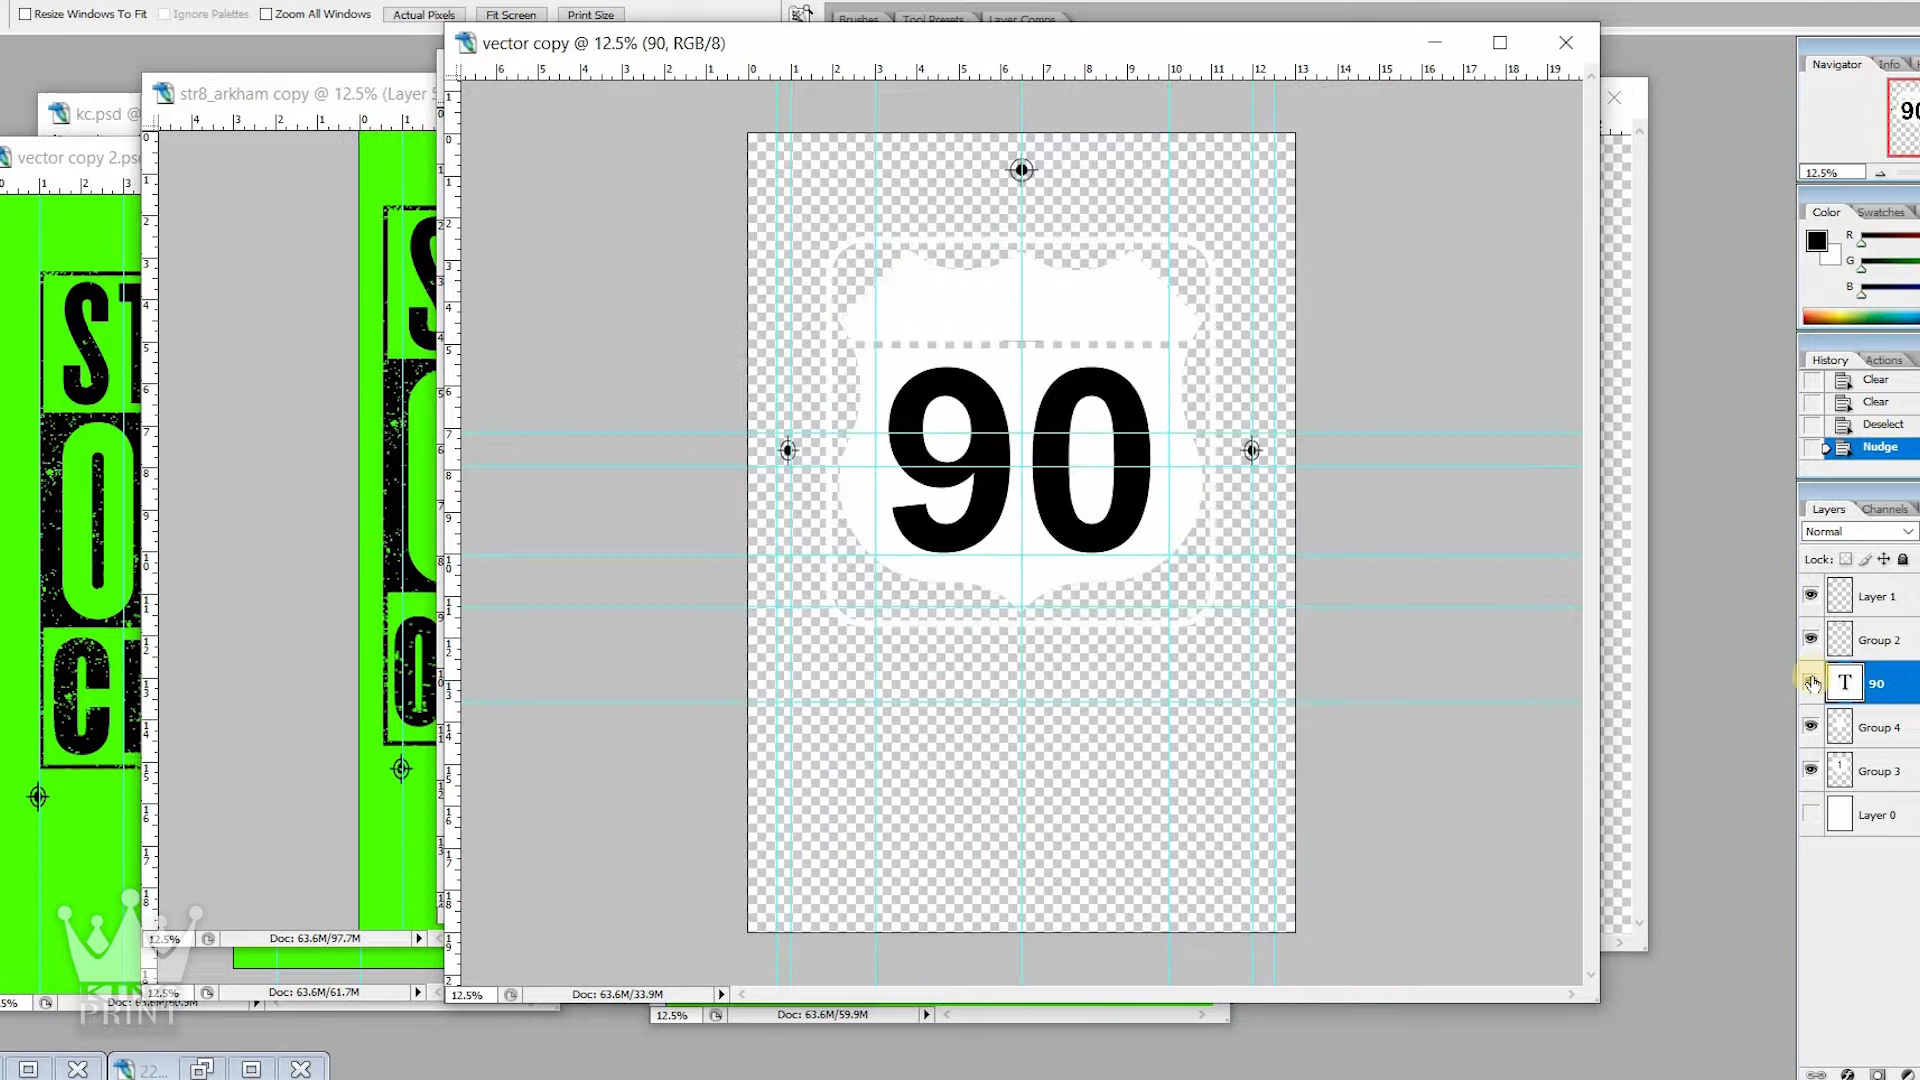 Resize Windows To Fit
Ignore Palettes
Zoom All Windows
Actual Pixels
Fit Screen
Print Size
Brushes
Tool Presets
Layer Comps
vector copy @ 12.5% (90, RGB/8)
str8_arkham copy @ 12.5% (Layer
kc.psd @
vector copy 2.psd
90
Navigator
Info
12.5%
Color
Swatches
R
G
B
History
Actions
Clear
Clear
Deselect
Nudge
Layers
Channels
Normal
Lock:
Layer 1
Group 2
T
90
Group 4
Group 3
Layer 0
12.5%
Doc: 63.6M/97.7M
12.5%
Doc: 63.6M/61.7M
12.5%
Doc: 63.6M/33.9M
12.5%
Doc: 63.6M/59.9M
PRINT
22...